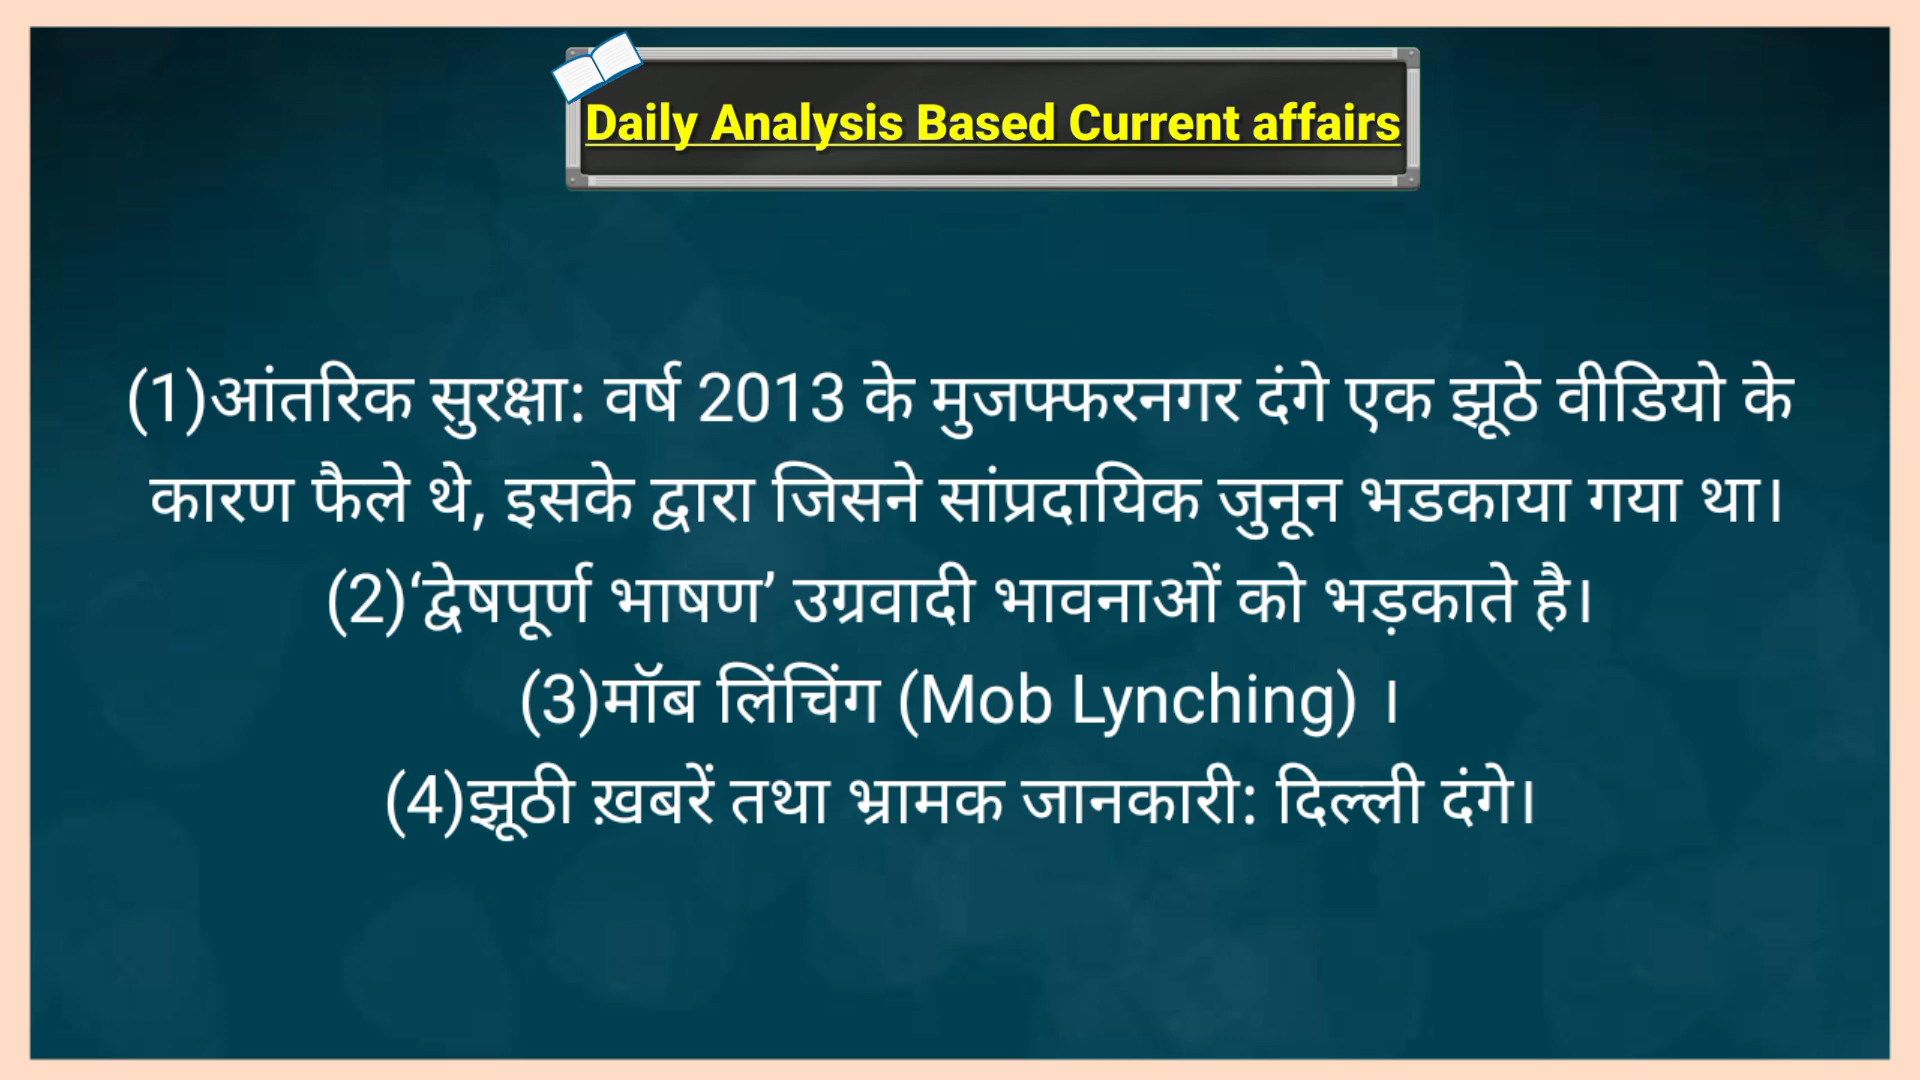 Daily Analysis Based Current affairs
(1)आंतरिक सुरक्षा: वर्ष 2013 के मुजफ्फरनगर दंगे एक झूठे वीडियो के
कारण फैले थे, इसके द्वारा जिसने सांप्रदायिक जुनून भडकाया गया था।
(2)‘द्वेषपूर्ण भाषण’ उग्रवादी भावनाओं को भड़काते है।
(3)मॉब लिंचिंग (Mob Lynching) ।
(4)झूठी ख़बरें तथा भ्रामक जानकारी: दिल्ली दंगे।